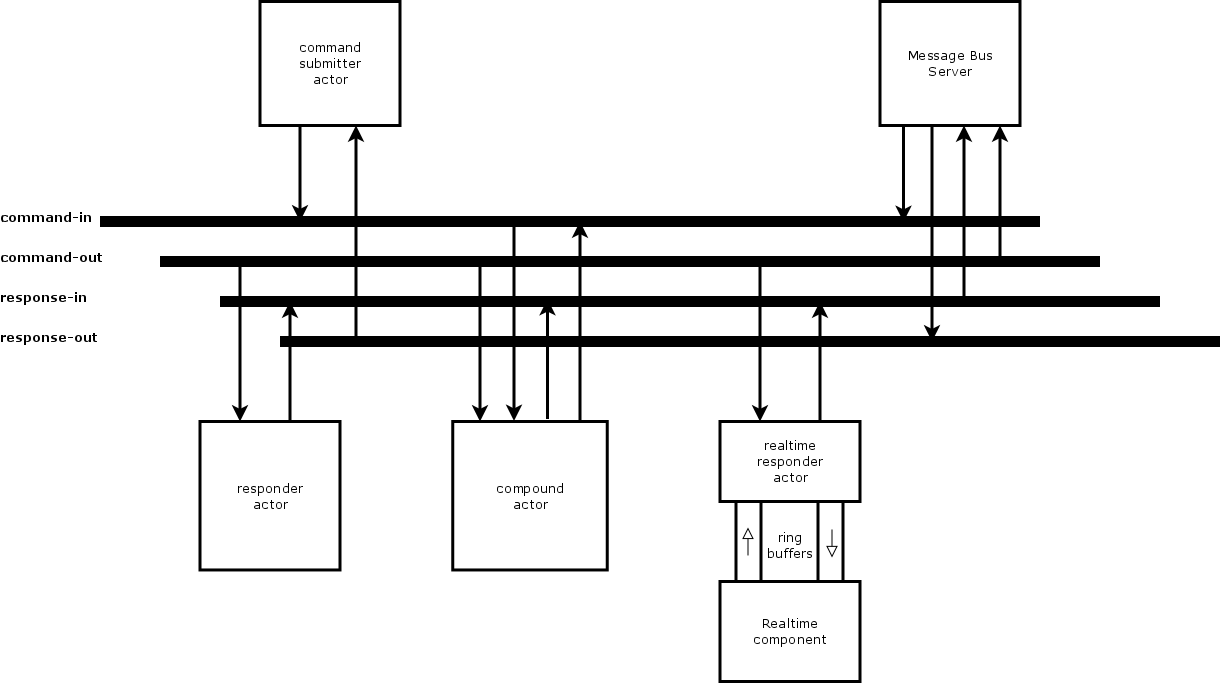 command
submitter
actor
Message Bus
Server
command-in
command-out
response-in
response-out
responder
actor
compound
actor
realtime
responder
actor
ring
buffers
Realtime
component